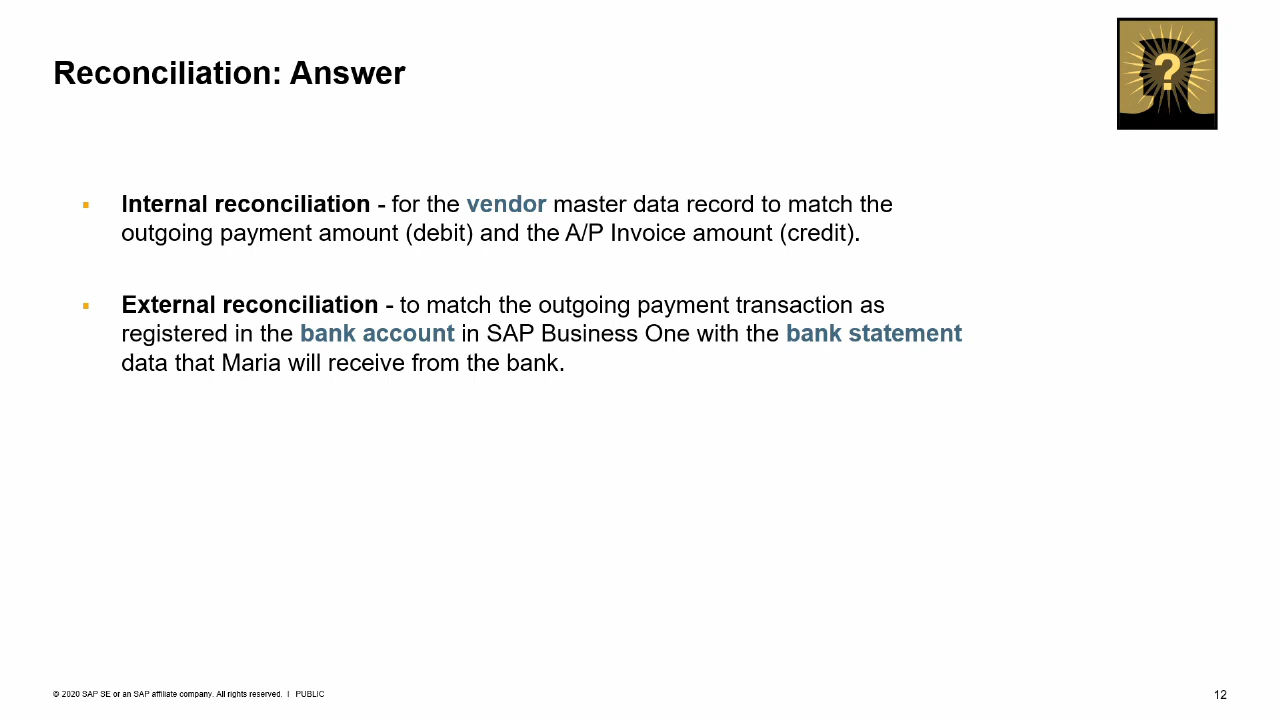 Reconciliation: Answer
?
▪ Internal reconciliation - for the vendor master data record to match the
outgoing payment amount (debit) and the A/P Invoice amount (credit).
▪ External reconciliation - to match the outgoing payment transaction as
registered in the bank account in SAP Business One with the bank statement
data that Maria will receive from the bank.
© 2020 SAP SE or an SAP affiliate company. All rights reserved. | PUBLIC
12